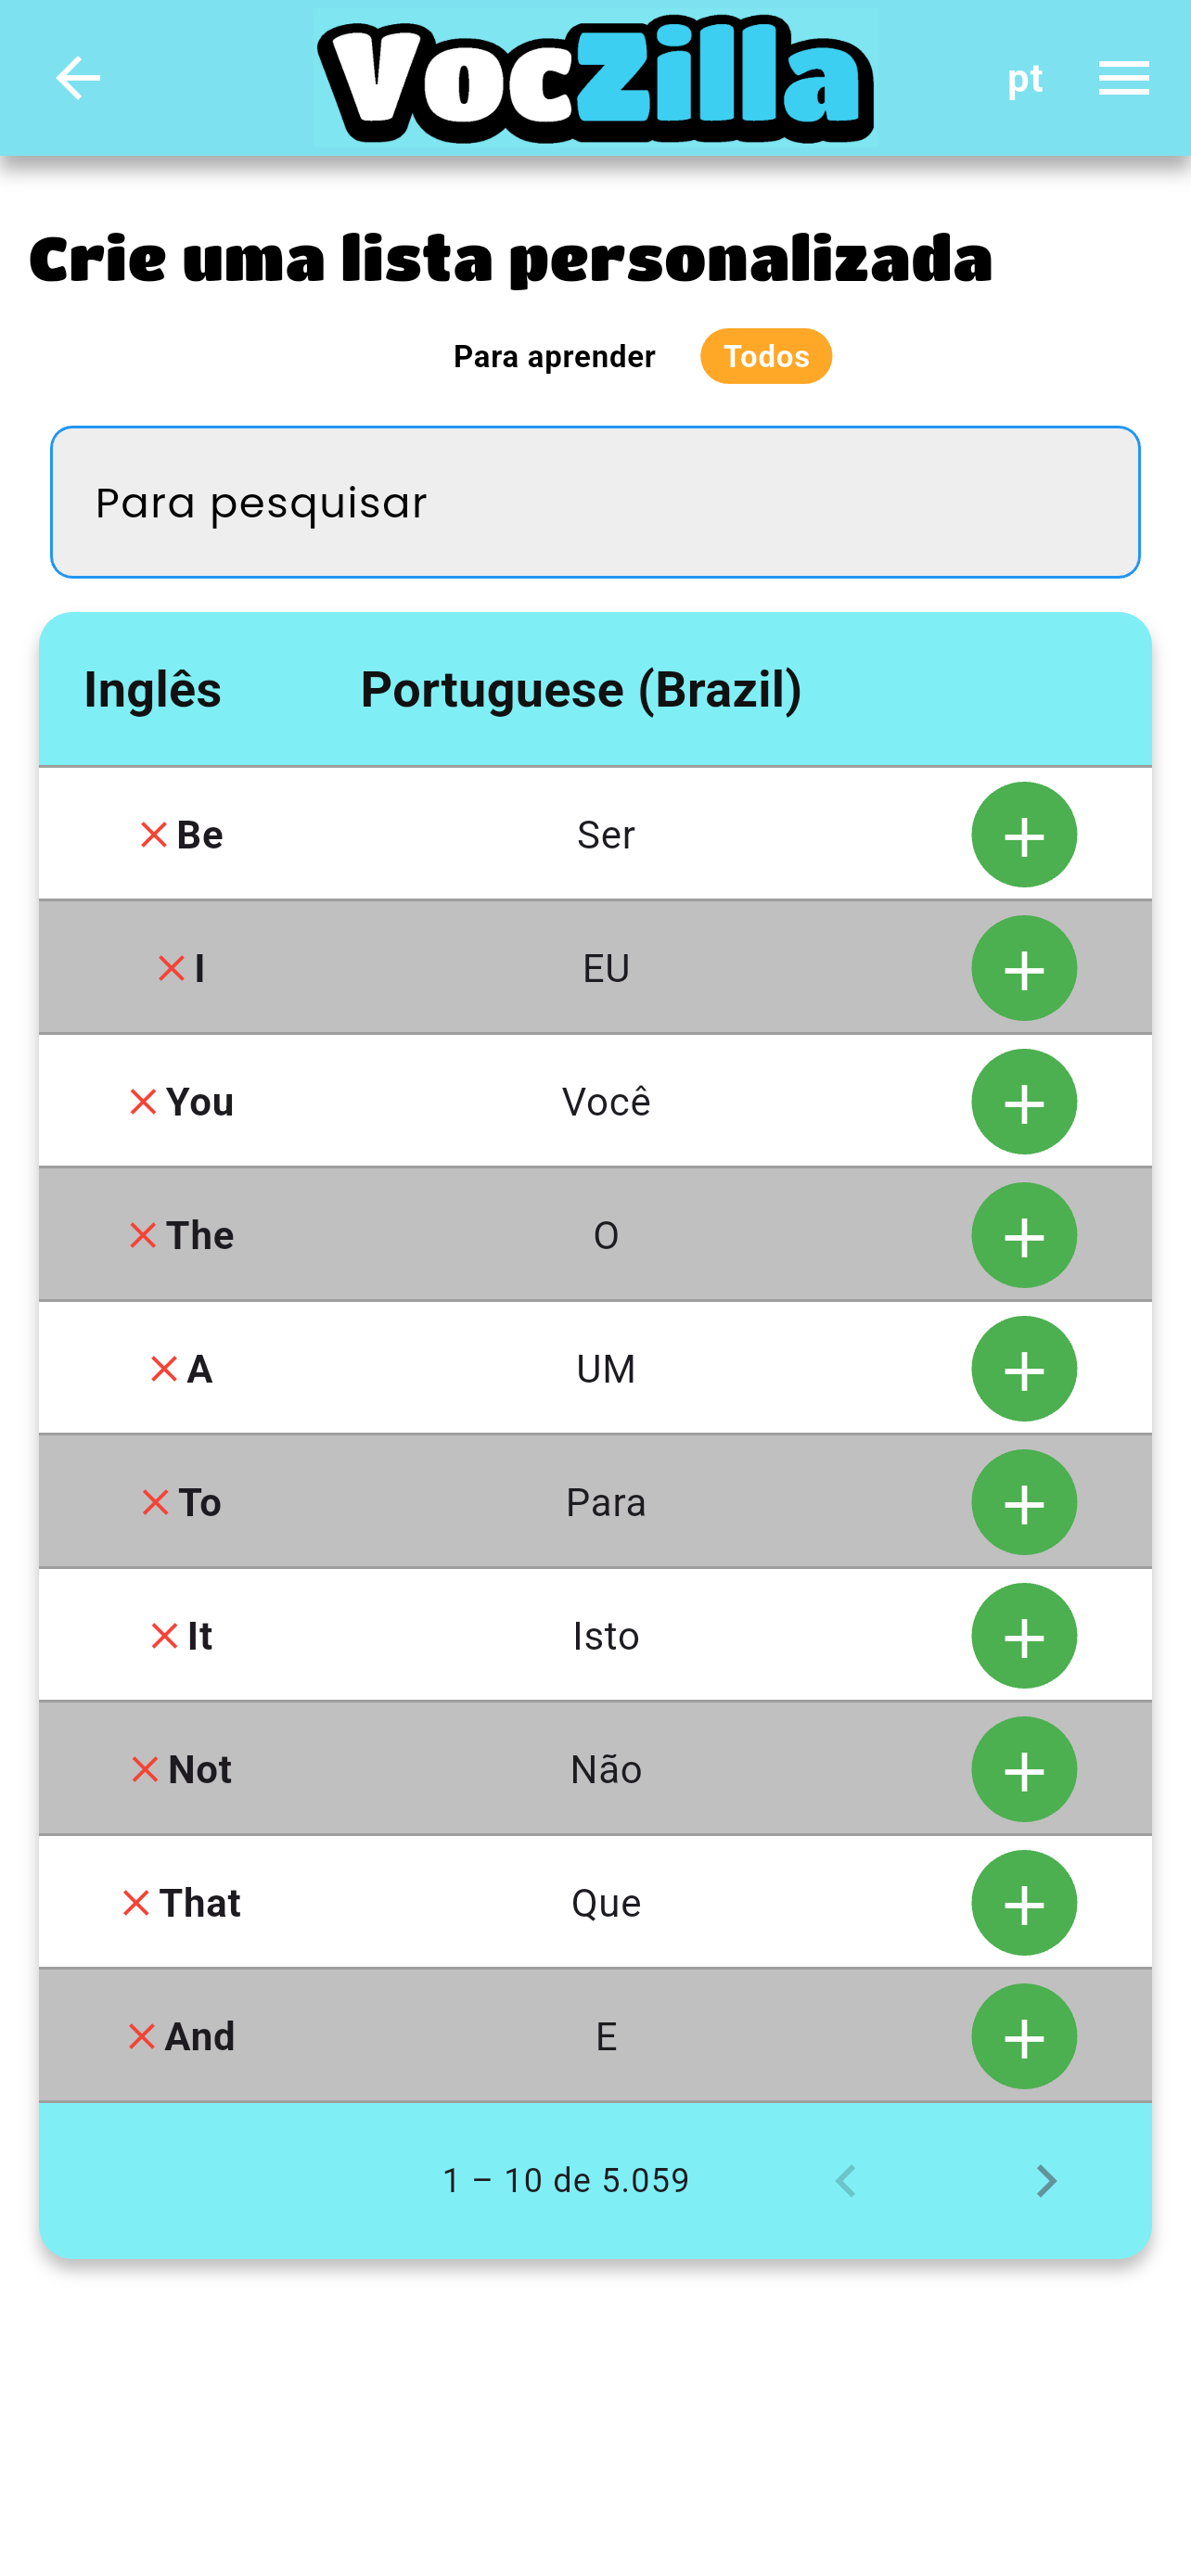 VocZilla
pt
Crie uma lista personalizada
Para aprender Todos
Para pesquisar
Inglês Portuguese (Brazil)
Be Ser
I EU
You Você
The O
A UM
To Para
It Isto
Not Não
That Que
And E
1 – 10 de 5.059